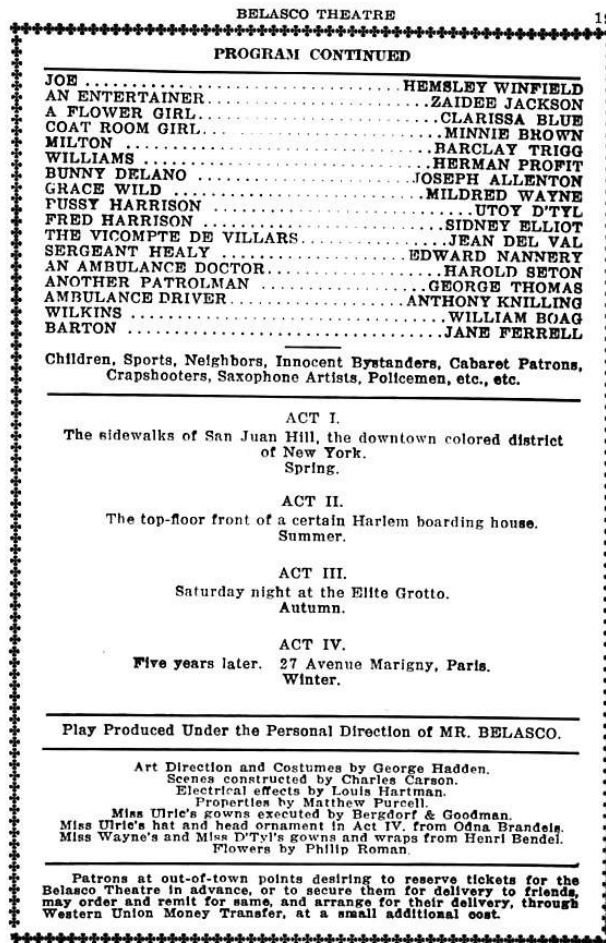 BELASCO THEATRE
PROGRAM CONTINUED
JOE ................ HEMSLEY WINFIELD
AN ENTERTAINER ................ ZAIDEE JACKSON
A FLOWER GIRL ................ CLARISSA BLUE
COAT ROOM GIRL ................ MINNIE BROWN
MILTON ................ BARCLAY TRIGG
WILLIAMS ................ HERMAN PROFIT
BUNNY DELANO ................ JOSEPH ALLENTON
GRACE WILD ................ MILDRED WAYNE
PUSSY HARRISON ................ UTOY D'TYL
FRED HARRISON ................ SIDNEY ELLIOT
THE VICOMPTE DE VILLARS ................ JEAN DEL VAL
SERGEANT HEALY ................ EDWARD NANNERY
AN AMBULANCE DOCTOR ................ HAROLD SETON
ANOTHER PATROLMAN ................ GEORGE THOMAS
AMBULANCE DRIVER ................ ANTHONY KNILLING
WILKINS ................ WILLIAM BOAG
BARTON ................ JANE FERRELL
Children, Sports, Neighbors, Innocent Bystanders, Cabaret Patrons,
Crapshooters, Saxophone Artists, Policemen, etc., etc.
ACT I.
The sidewalks of San Juan Hill, the downtown colored district
of New York.
Spring.
ACT II.
The top-floor front of a certain Harlem boarding house.
Summer.
ACT III.
Saturday night at the Elite Grotto.
Autumn.
ACT IV.
Five years later. 27 Avenue Marigny, Paris.
Winter.
Play Produced Under the Personal Direction of MR. BELASCO.
Art Direction and Costumes by George Hadden.
Scenes constructed by Charles Carson.
Electrical effects by Louis Hartman.
Properties by Matthew Purcell.
Miss Ulric's gowns executed by Bergdorf & Goodman.
Miss Ulric's hat and head ornament in Act IV. from Odna Brandeis.
Miss Wayne's and Miss D'Tyl's gowns and wraps from Henri Bendel.
Flowers by Philip Roman.
Patrons at out-of-town points desiring to reserve tickets for the
Belasco Theatre in advance, or to secure them for delivery to friends,
may order and remit for same, and arrange for their delivery, through
Western Union Money Transfer, at a small additional cost.